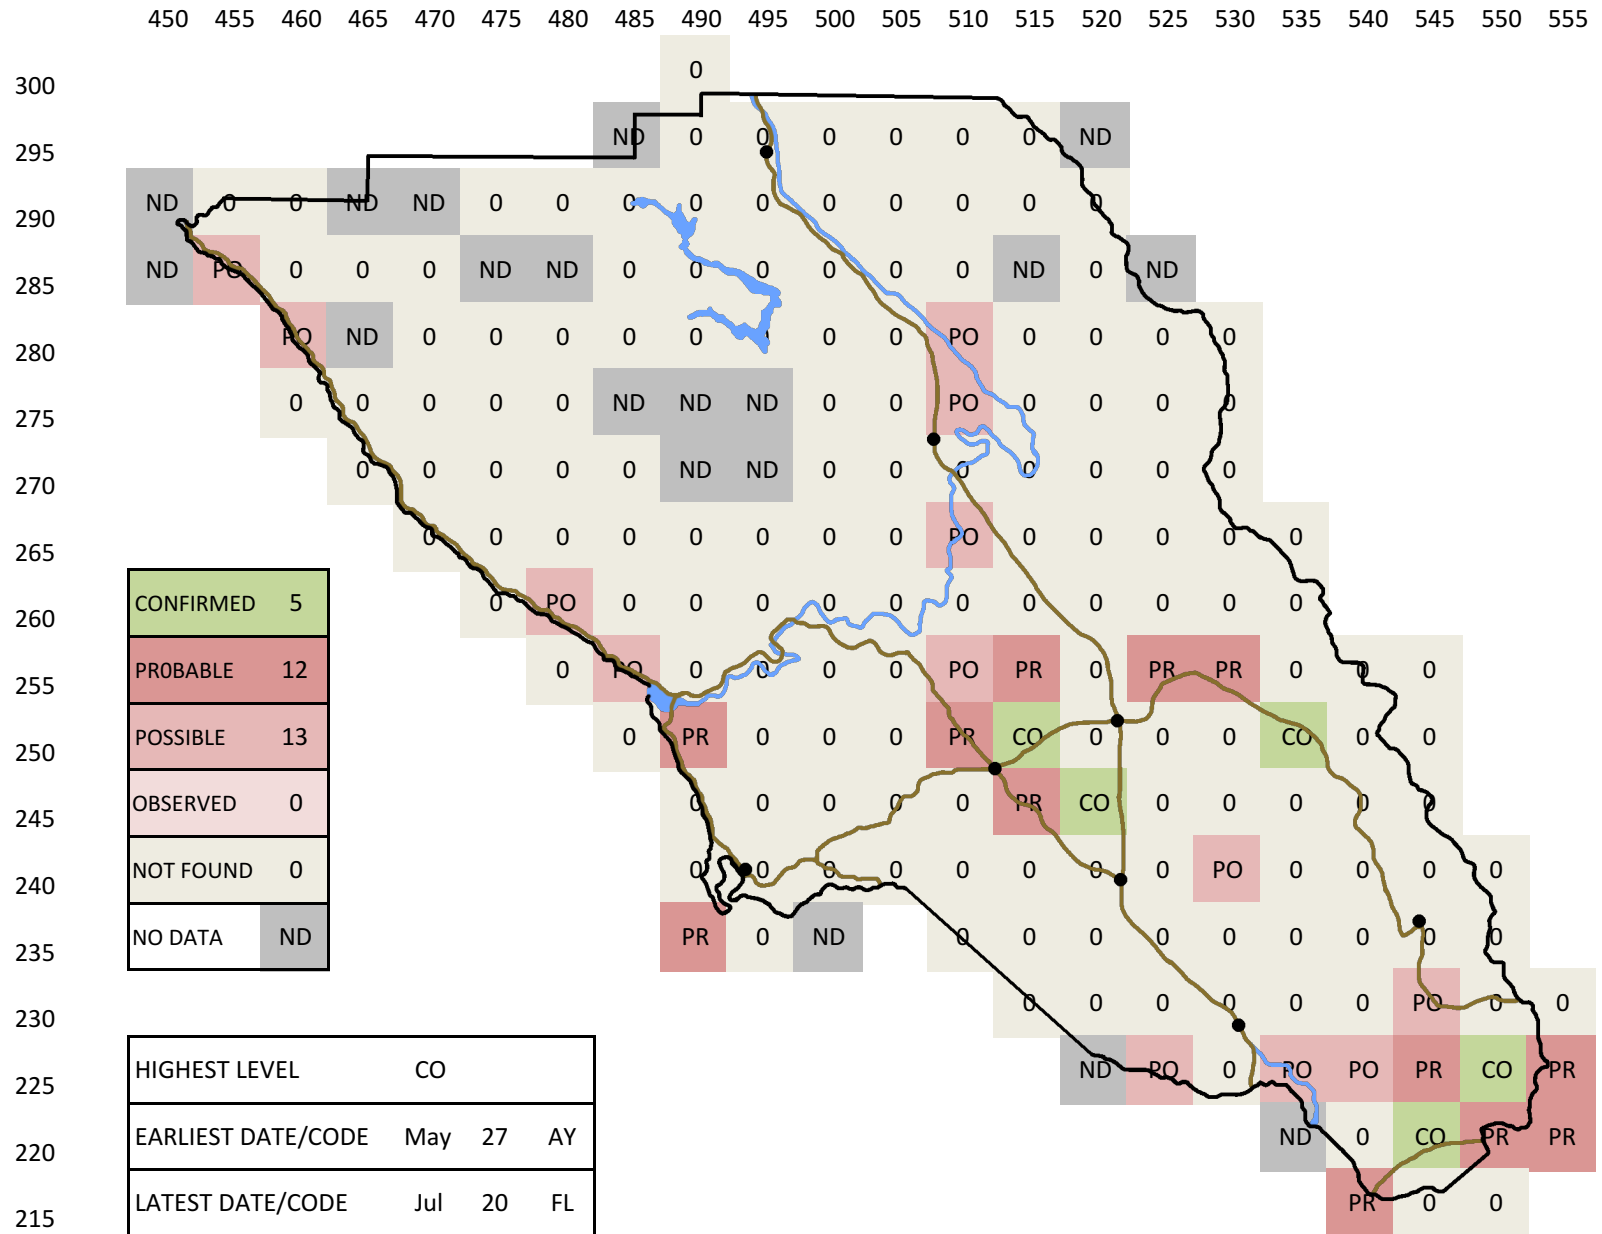 450 455 460 465 470 475 480 485 490 495 500 505 510 515 520 525 530 535 540 545 550 555
300 0
295 ND 0 0 0 0 0 0 ND
290 ND 0 0 ND ND 0 0 0 0 0 0 0 0 0 0
285 ND PO 0 0 0 ND ND 0 0 0 0 0 0 ND 0 ND
280 PO ND 0 0 0 0 0 0 0 0 PO 0 0 0 0
275 0 0 0 0 0 ND ND ND 0 0 PO 0 0 0 0
270 0 0 0 0 0 ND ND 0 0 0 0 0 0 0
265 0 0 0 0 0 0 0 0 PO 0 0 0 0 0
260 CONFIRMED 5 0 PO 0 0 0 0 0 0 0 0 0 0 0
255 PROBABLE 12 0 PO 0 0 0 0 PO PR 0 PR PR 0 0 0
250 POSSIBLE 13 0 PR 0 0 0 PR CO 0 0 0 CO 0 0
245 OBSERVED 0 0 0 0 0 0 PR CO 0 0 0 0 0
240 NOT FOUND 0 0 0 0 0 0 0 0 0 PO 0 0 0 0
235 NO DATA ND PR 0 ND 0 0 0 0 0 0 0 0 0
230 0 0 0 0 0 0 PO 0 0
225 HIGHEST LEVEL CO ND PO 0 PO PO PR CO PR
220 EARLIEST DATE/CODE May 27 AY ND 0 CO PR PR
215 LATEST DATE/CODE Jul 20 FL PR 0 0